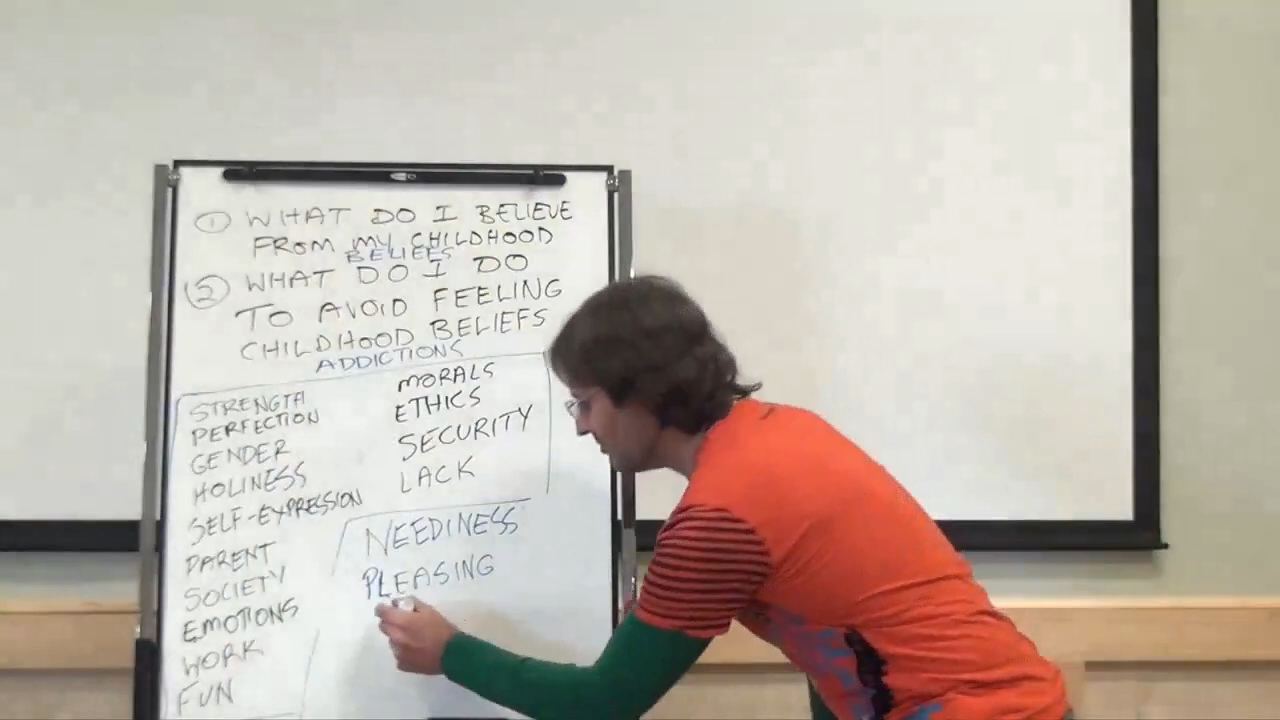 ① WHAT DO I BELIEVE
FROM MY CHILDHOOD
BELIEFS
② WHAT DO I DO
TO AVOID FEELING
CHILDHOOD BELIEFS
ADDICTIONS
STRENGTH
PERFECTION
GENDER
HOLINESS
SELF-EXPRESSION
PARENT
SOCIETY
EMOTIONS
WORK
FUN
MORALS
ETHICS
SECURITY
LACK
NEEDINESS
PLEASING